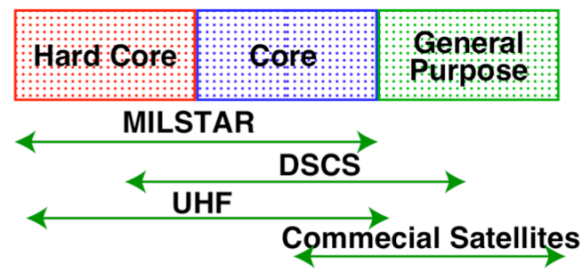 Hard Core
Core
General
Purpose
MILSTAR
DSCS
UHF
Commecial Satellites